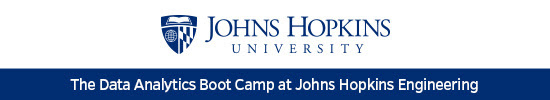 JOHNS HOPKINS
UNIVERSITY
The Data Analytics Boot Camp at Johns Hopkins Engineering